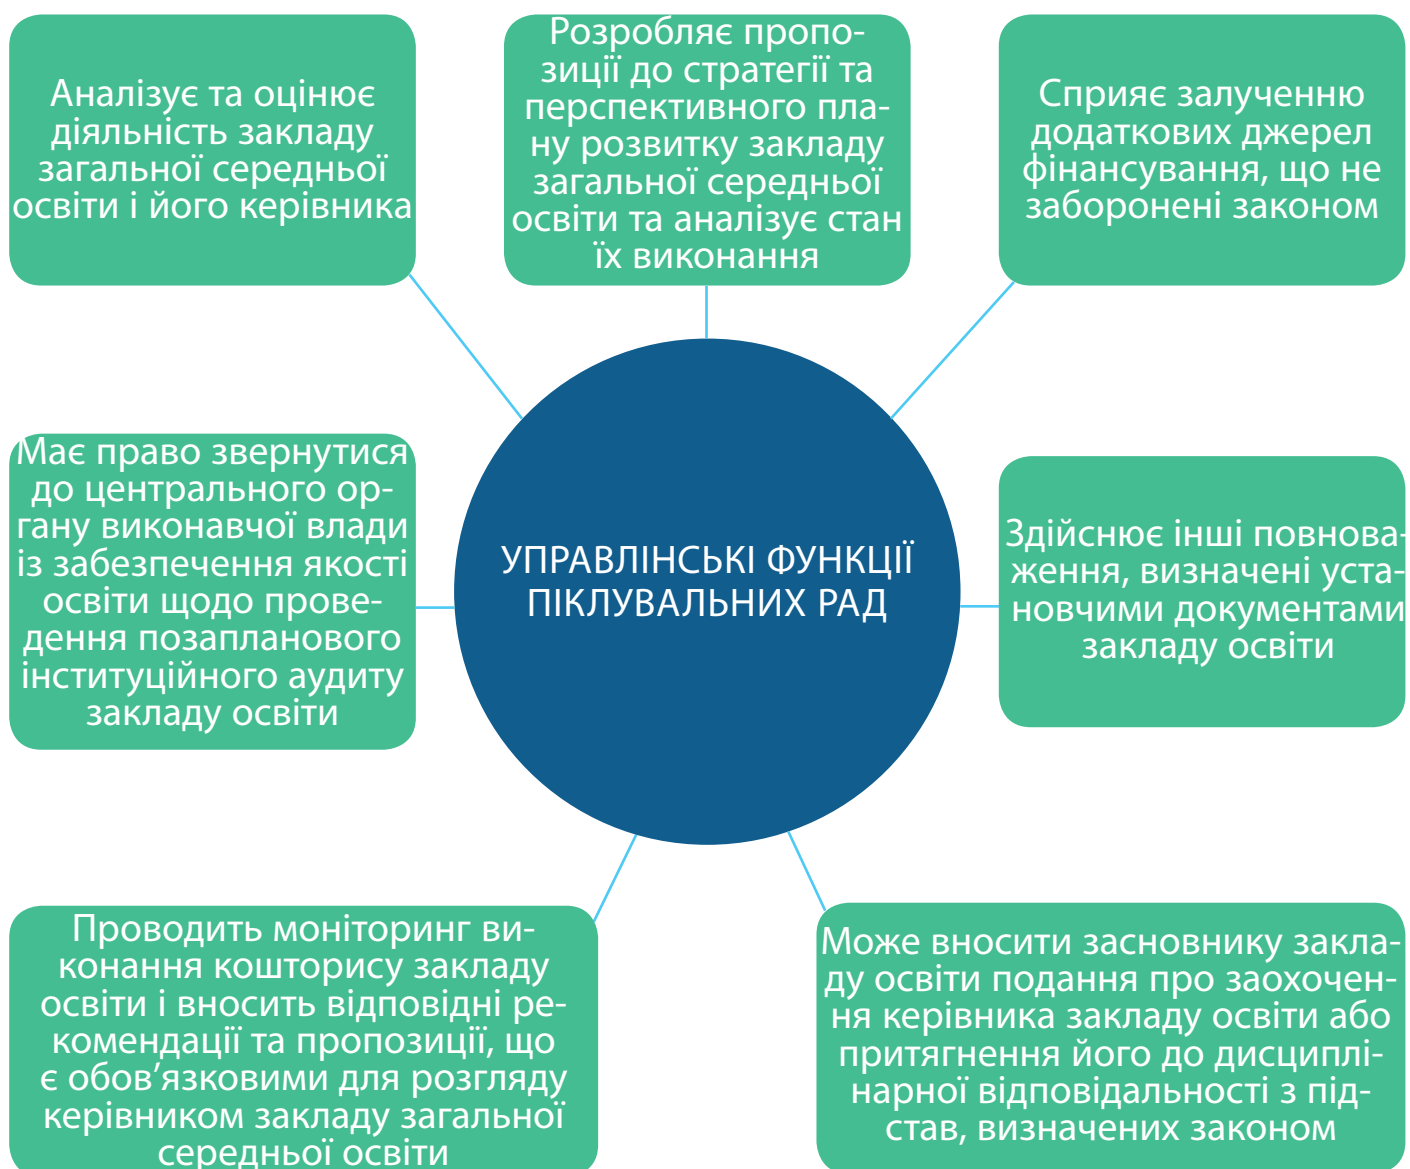 Аналізує та оцінює
діяльність закладу
загальної середньої
освіти і його керівника
Розробляє пропо-
зиції до стратегії та
перспективного пла-
ну розвитку закладу
загальної середньої
освіти та аналізує стан
їх виконання
Сприяє залученню
додаткових джерел
фінансування, що не
заборонені законом
Має право звернутися
до центрального ор-
гану виконавчої влади
із забезпечення якості
освіти щодо прове-
дення позапланового
інституційного аудиту
закладу освіти
УПРАВЛІНСЬКІ ФУНКЦІЇ
ПІКЛУВАЛЬНИХ РАД
Здійснює інші повнова-
ження, визначені уста-
новчими документами
закладу освіти
Проводить моніторинг ви-
конання кошторису закладу
освіти і вносить відповідні ре-
комендації та пропозиції, що
є обов’язковими для розгляду
керівником закладу загальної
середньої освіти
Може вносити засновнику закла-
ду освіти подання про заохочен-
ня керівника закладу освіти або
притягнення його до дисциплі-
нарної відповідальності з під-
став, визначених законом